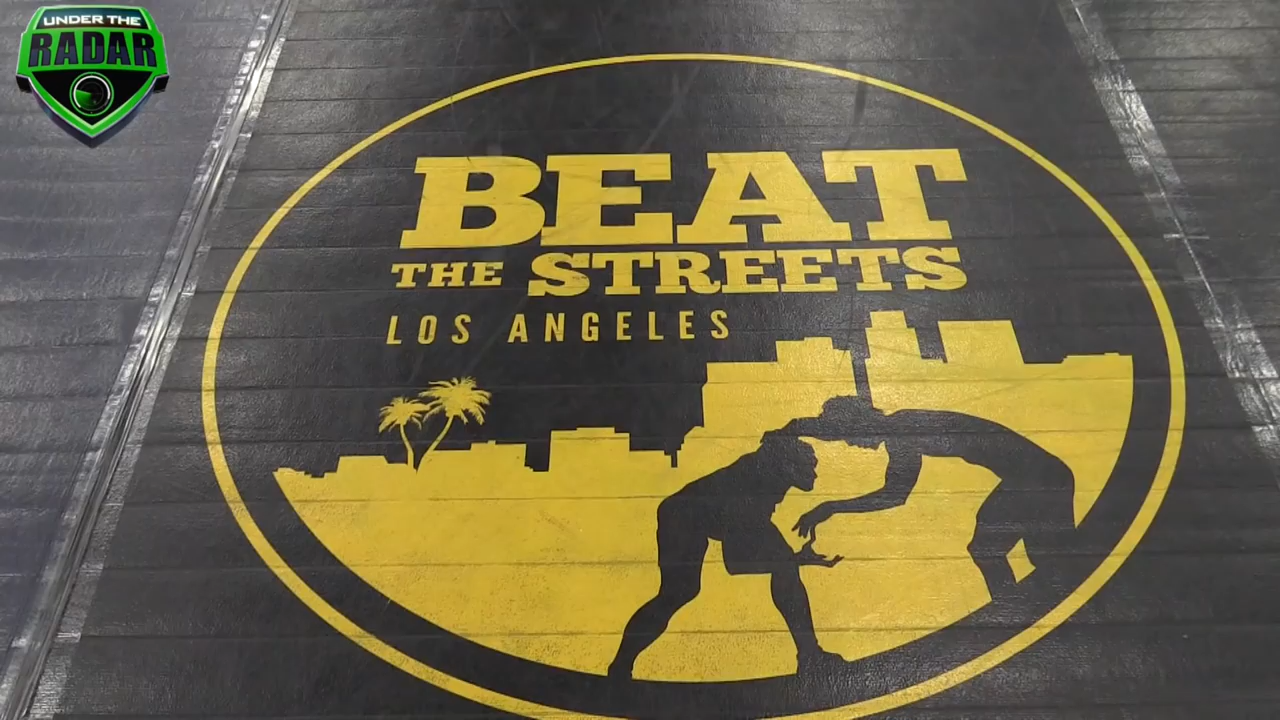 UNDER THE
RADAR
BEAT
THE STREETS
LOS ANGELES